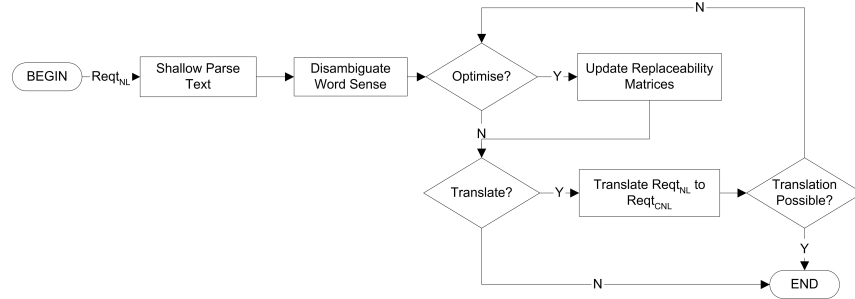 N
BEGIN
Reqt_NL
Shallow Parse
Text
Disambiguate
Word Sense
Optimise?
Y
Update Replaceability
Matrices
N
Translate?
Y
Translate Reqt_NL to
Reqt_CNL
Translation
Possible?
Y
N
END